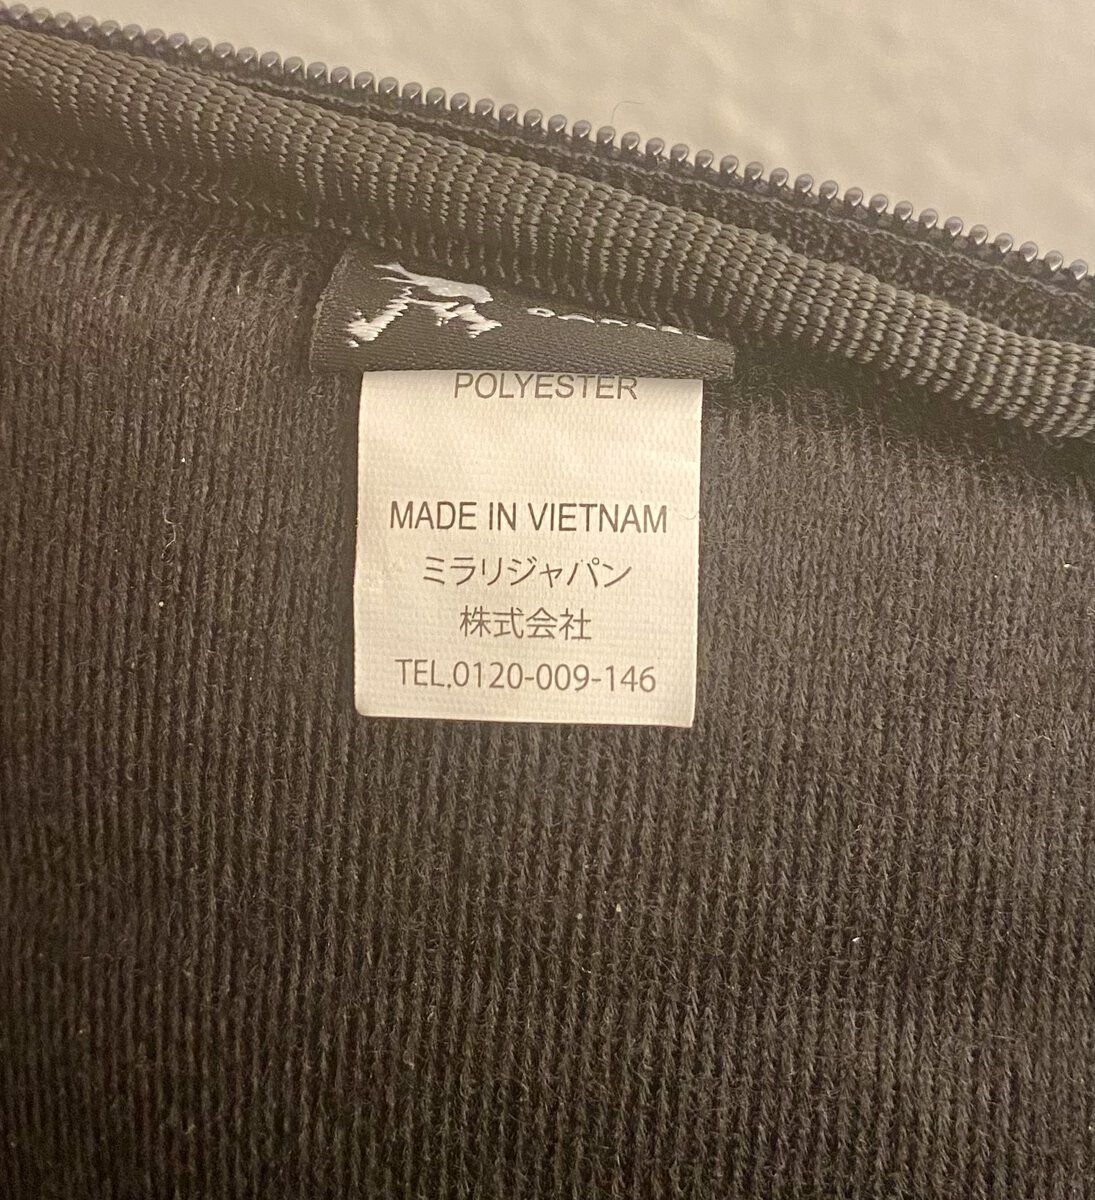 POLYESTER
MADE IN VIETNAM
ミラリジャパン
株式会社
TEL.0120-009-146